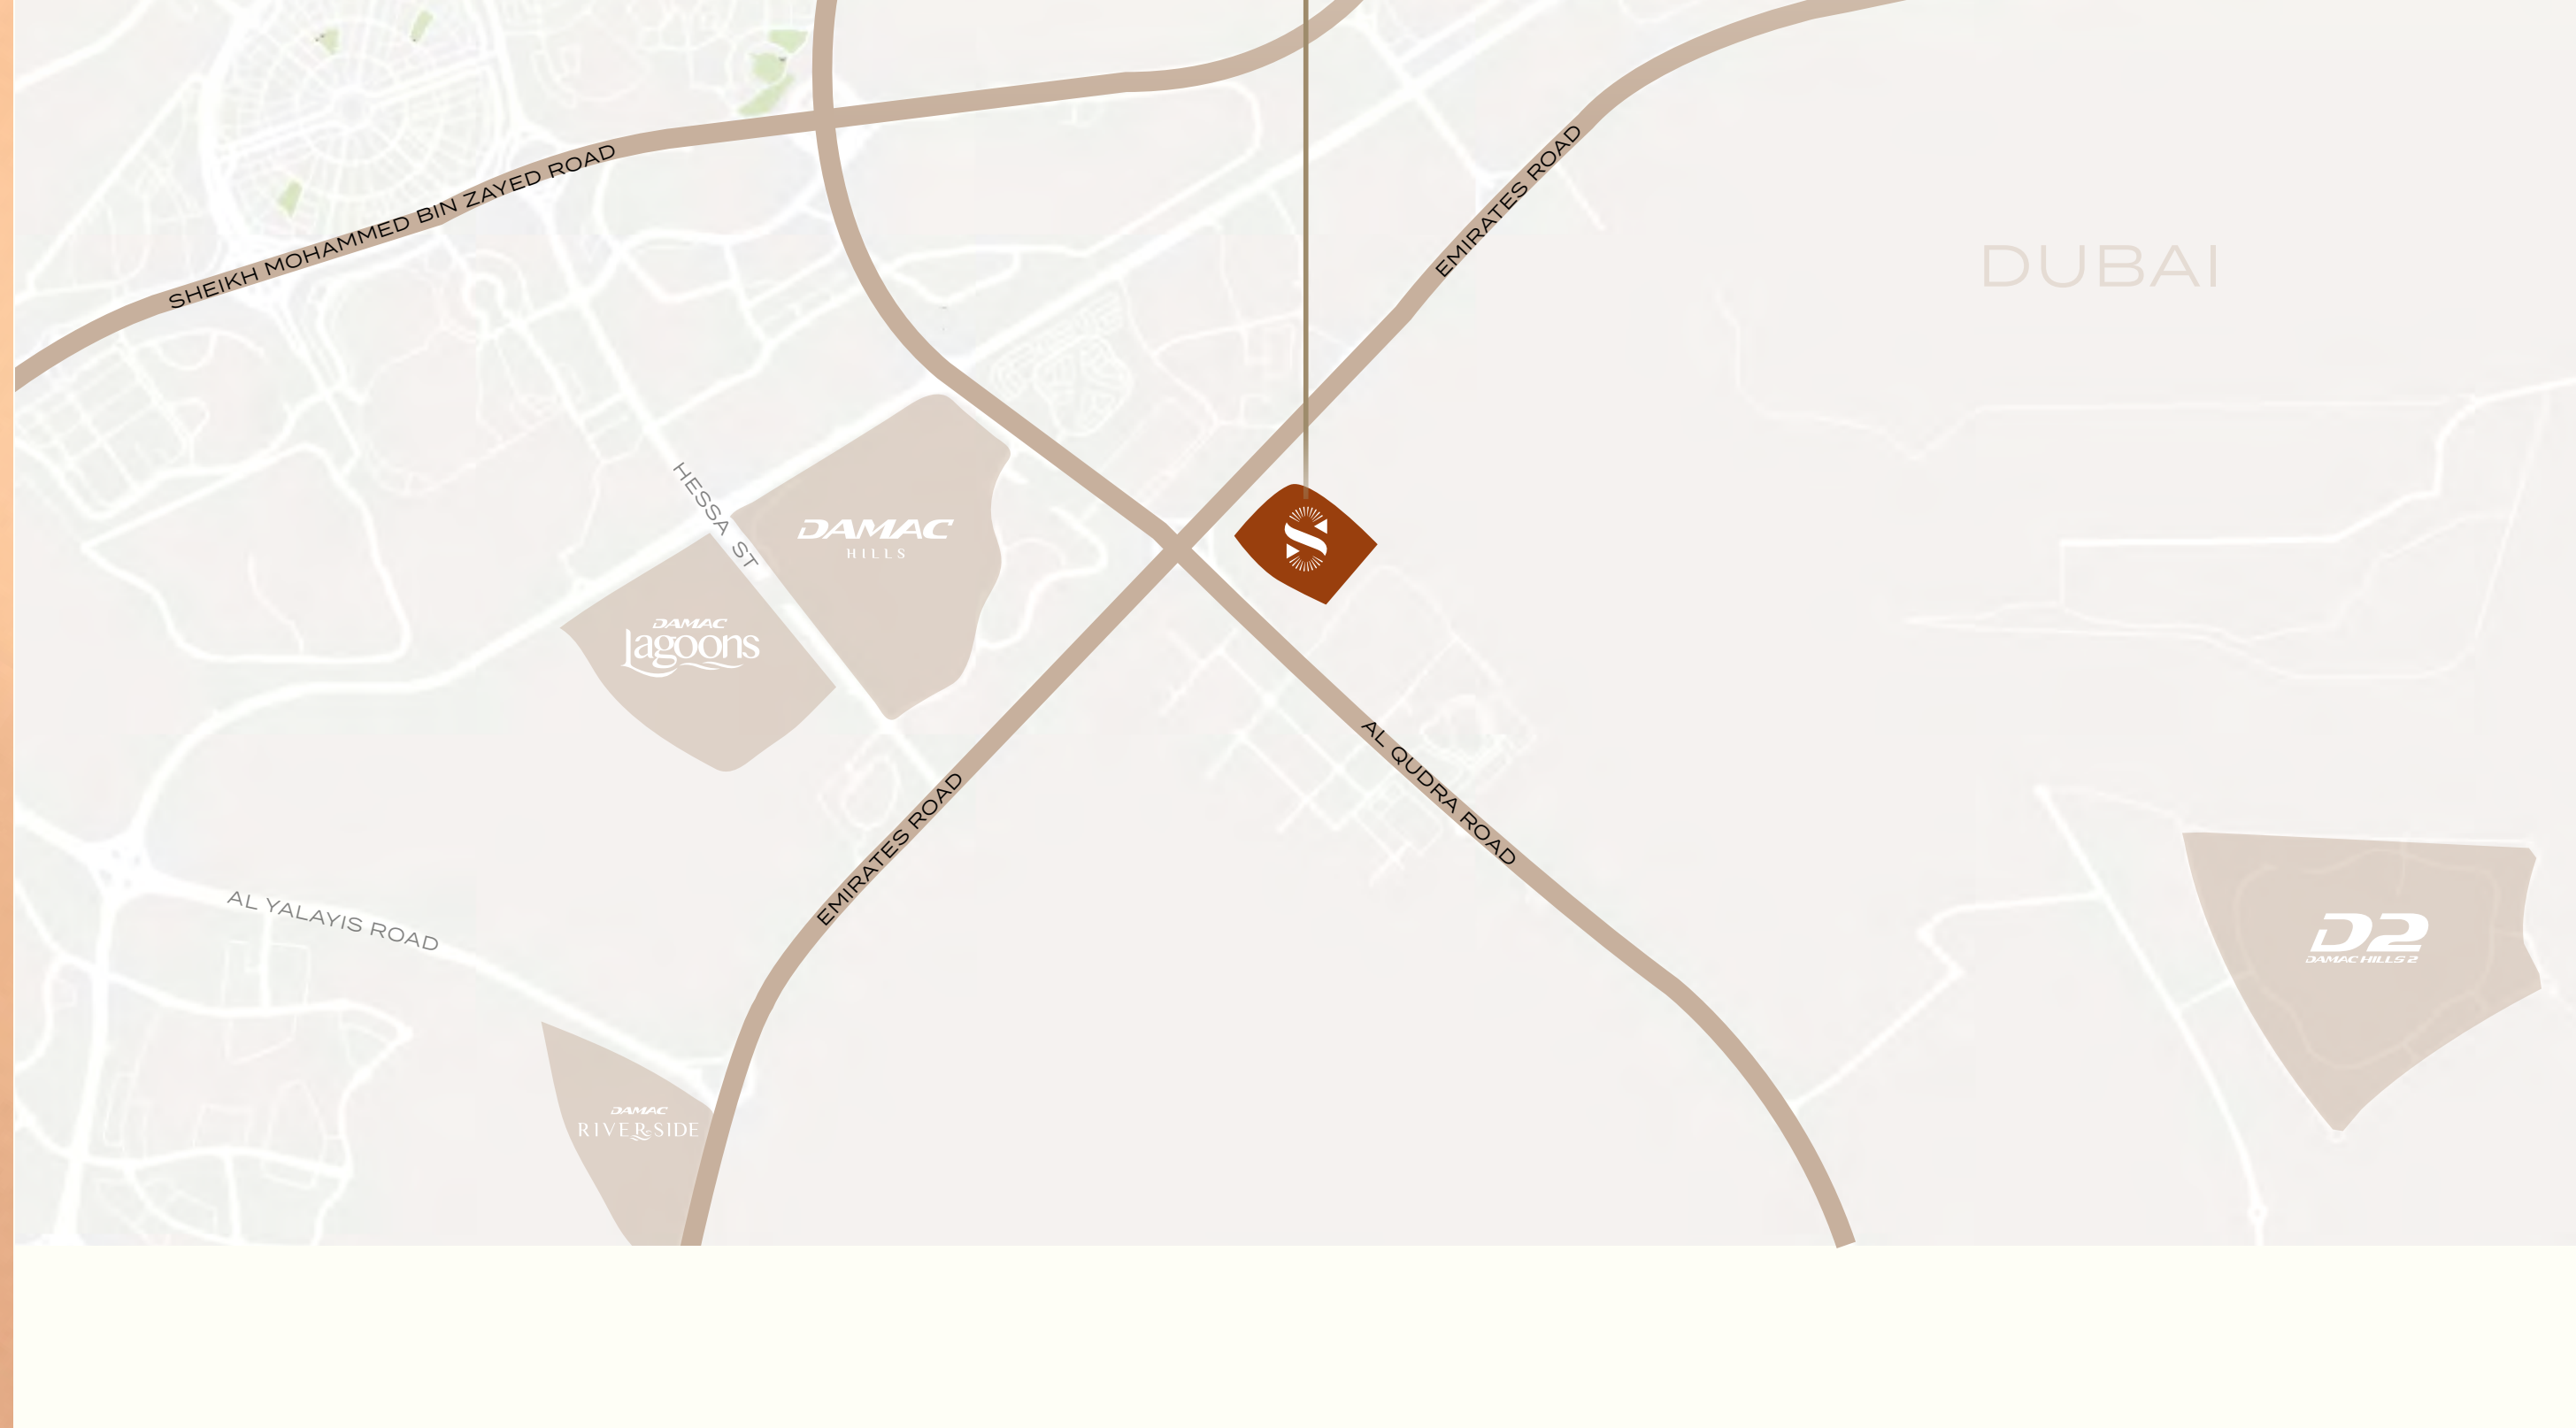 SHEIKH MOHAMMED BIN ZAYED ROAD
EMIRATES ROAD
DUBAI
HESSA ST
DAMAC
HILLS
S
DAMAC
lagoons
AL QUDRA ROAD
EMIRATES ROAD
AL YALAYIS ROAD
D2
DAMAC HILLS 2
DAMAC
RIVERSIDE